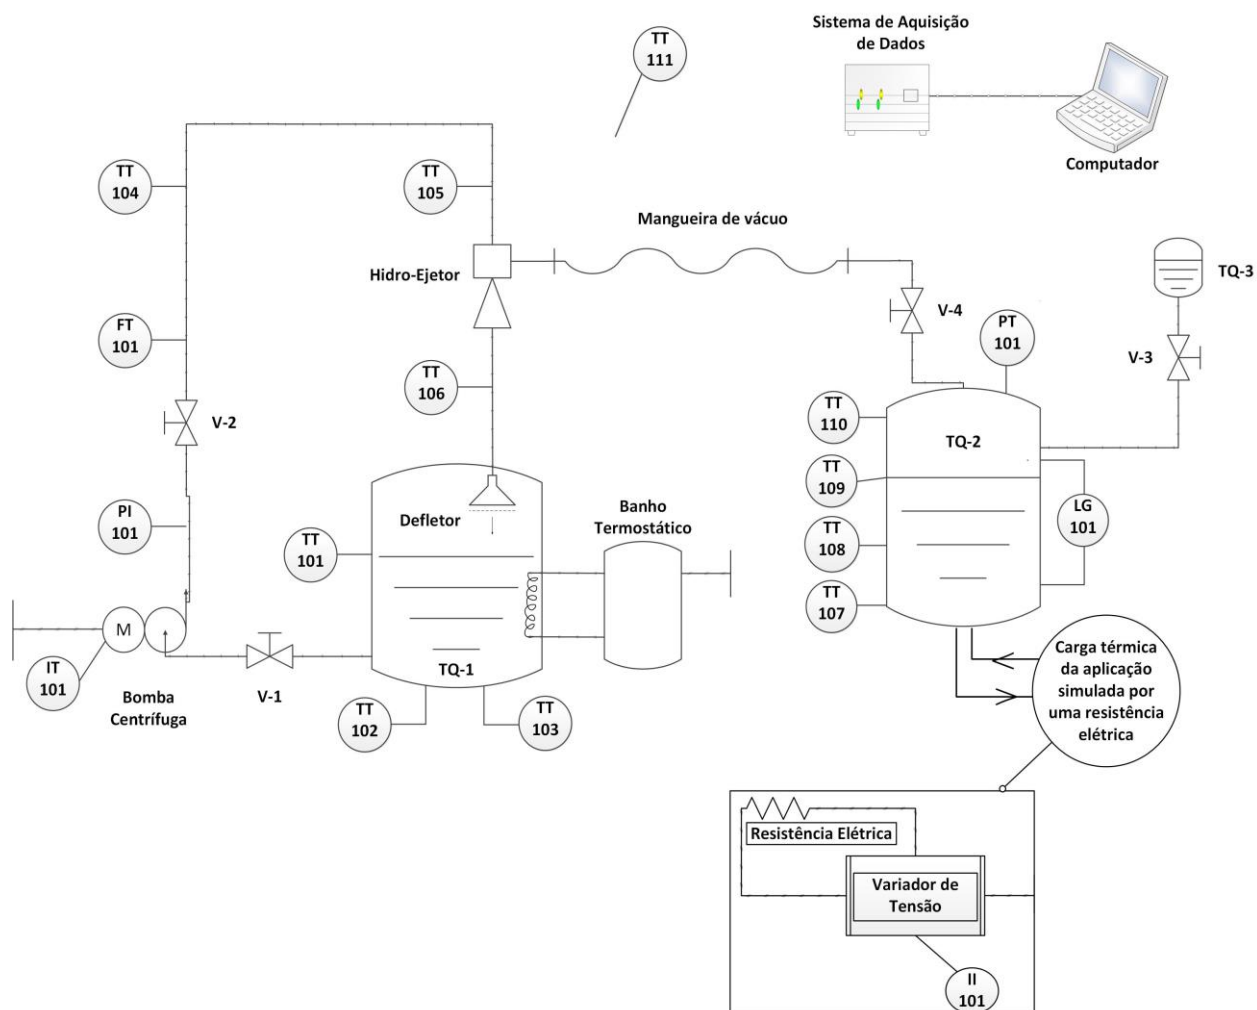 TT
111
Sistema de Aquisição
de Dados
Computador
TT
104
TT
105
Mangueira de vácuo
Hidro-Ejetor
TQ-3
V-4
PT
101
FT
101
V-3
TT
106
V-2
TT
110
TQ-2
TT
109
PI
101
Defletor
Banho
Termostático
LG
101
TT
101
TT
108
TT
107
M
TQ-1
IT
101
Bomba
Centrífuga
V-1
TT
102
TT
103
Carga térmica
da aplicação
simulada por
uma resistência
elétrica
Resistência Elétrica
Variador de
Tensão
II
101